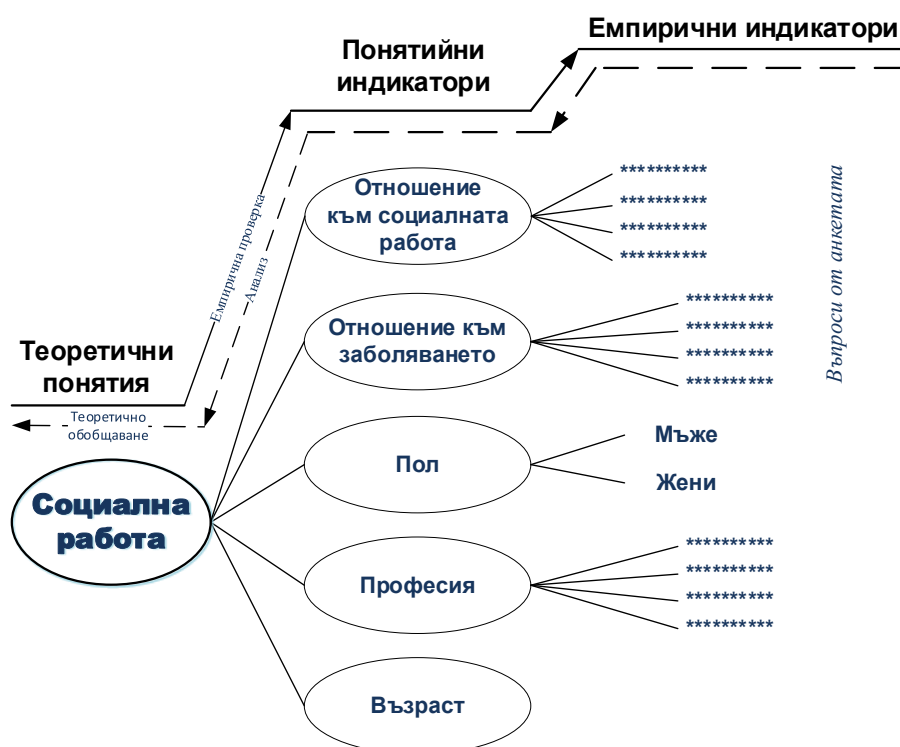 Емпирични индикатори
Понятийни
индикатори
Теоретични
понятия
Емпирична проверка
Анализ
Теоретично
обобщаване
Социална
работа
Отношение
към социалната
работа
**********
**********
**********
**********
Отношение към
заболяването
**********
**********
**********
**********
Въпроси от анкетата
Пол
Мъже
Жени
Професия
**********
**********
**********
**********
Възраст